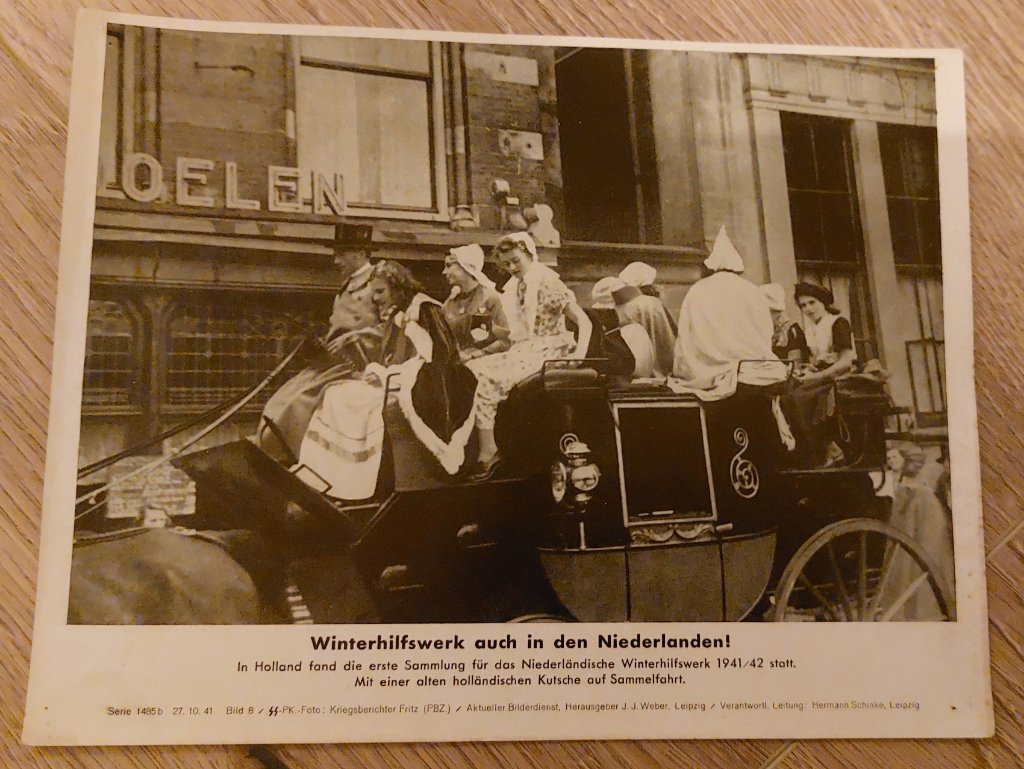 LOELEN
Winterhilfswerk auch in den Niederlanden!
In Holland fand die erste Sammlung für das Niederländische Winterhilfswerk 1941/42 statt.
Mit einer alten holländischen Kutsche auf Sammelfahrt.
Serie 1485b 27. 10. 41. Bild 8 / ᛋᛋ-PK.-Foto: Kriegsberichter Fritz (PBZ.) / Aktueller Bilderdienst, Herausgeber J. J. Weber, Leipzig / Verantwortl. Leitung: Hermann Schinke, Leipzig